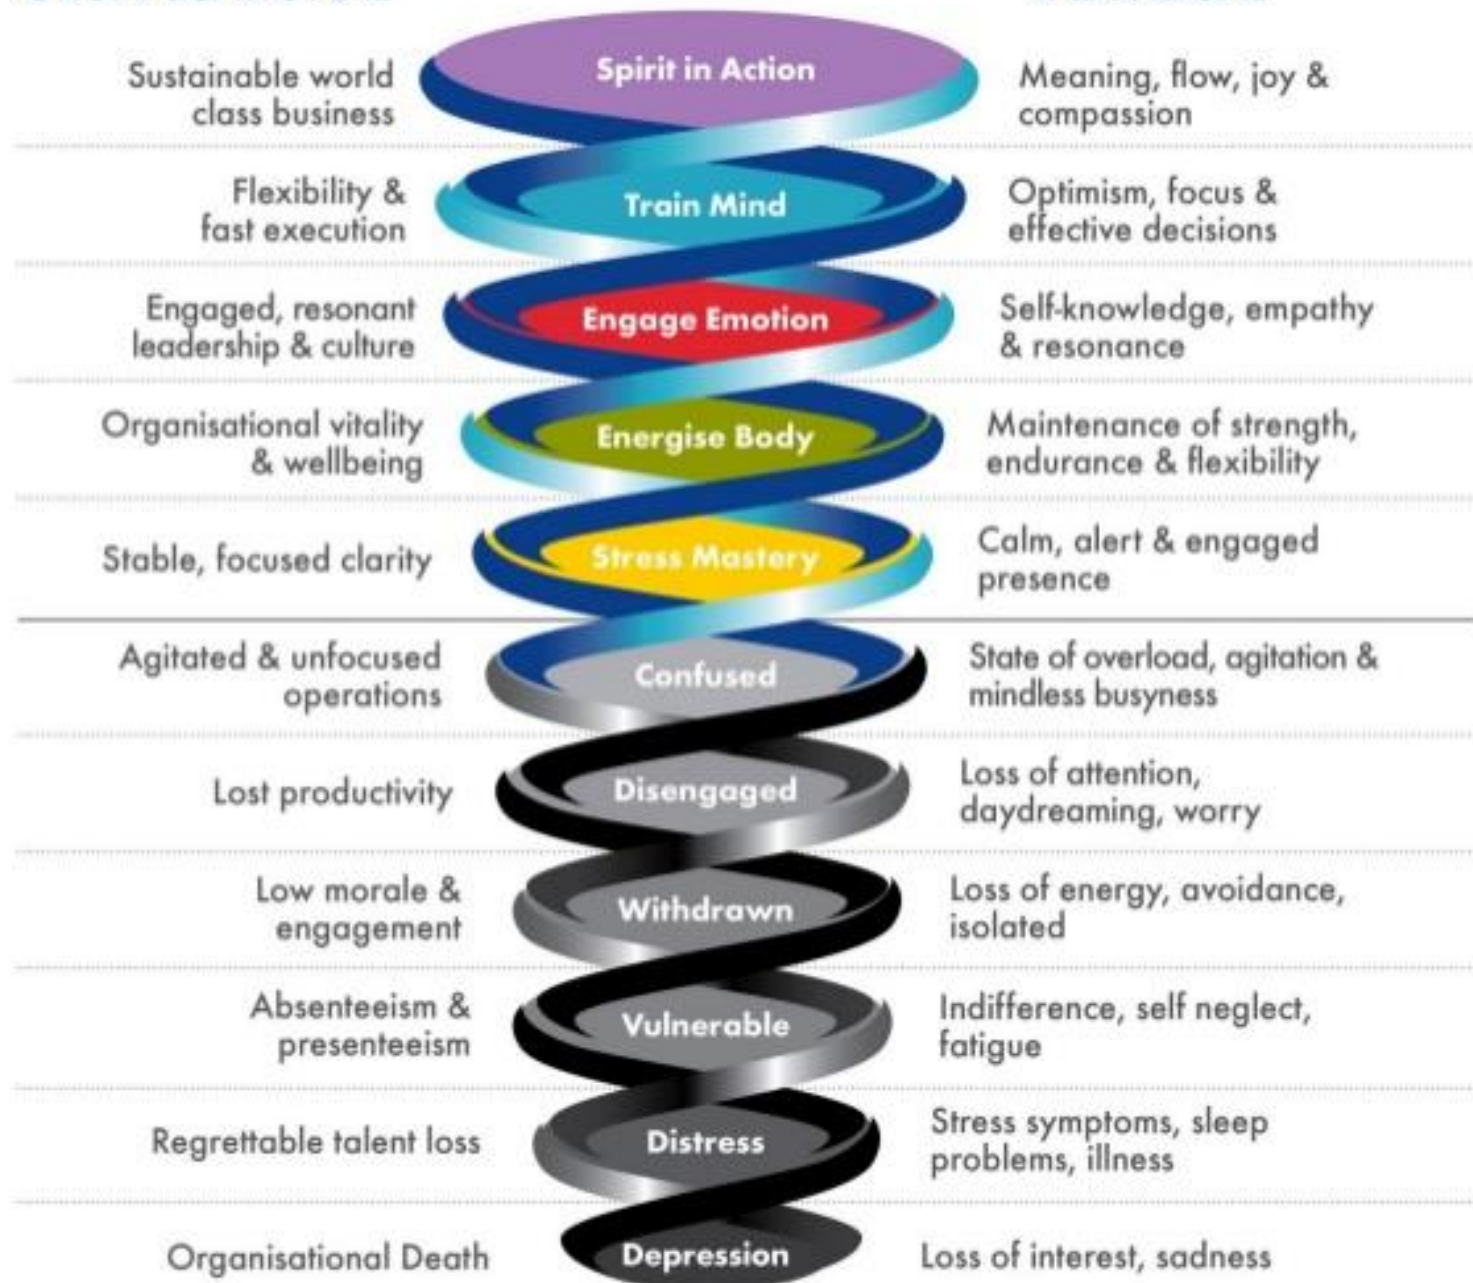 Sustainable world
class business
Spirit in Action
Meaning, flow, joy &
compassion
Flexibility &
fast execution
Train Mind
Optimism, focus &
effective decisions
Engaged, resonant
leadership & culture
Engage Emotion
Self-knowledge, empathy
& resonance
Organisational vitality
& wellbeing
Energise Body
Maintenance of strength,
endurance & flexibility
Stable, focused clarity
Stress Mastery
Calm, alert & engaged
presence
Agitated & unfocused
operations
Confused
State of overload, agitation &
mindless busyness
Lost productivity
Disengaged
Loss of attention,
daydreaming, worry
Low morale &
engagement
Withdrawn
Loss of energy, avoidance,
isolated
Absenteeism &
presenteeism
Vulnerable
Indifference, self neglect,
fatigue
Regrettable talent loss
Distress
Stress symptoms, sleep
problems, illness
Organisational Death
Depression
Loss of interest, sadness